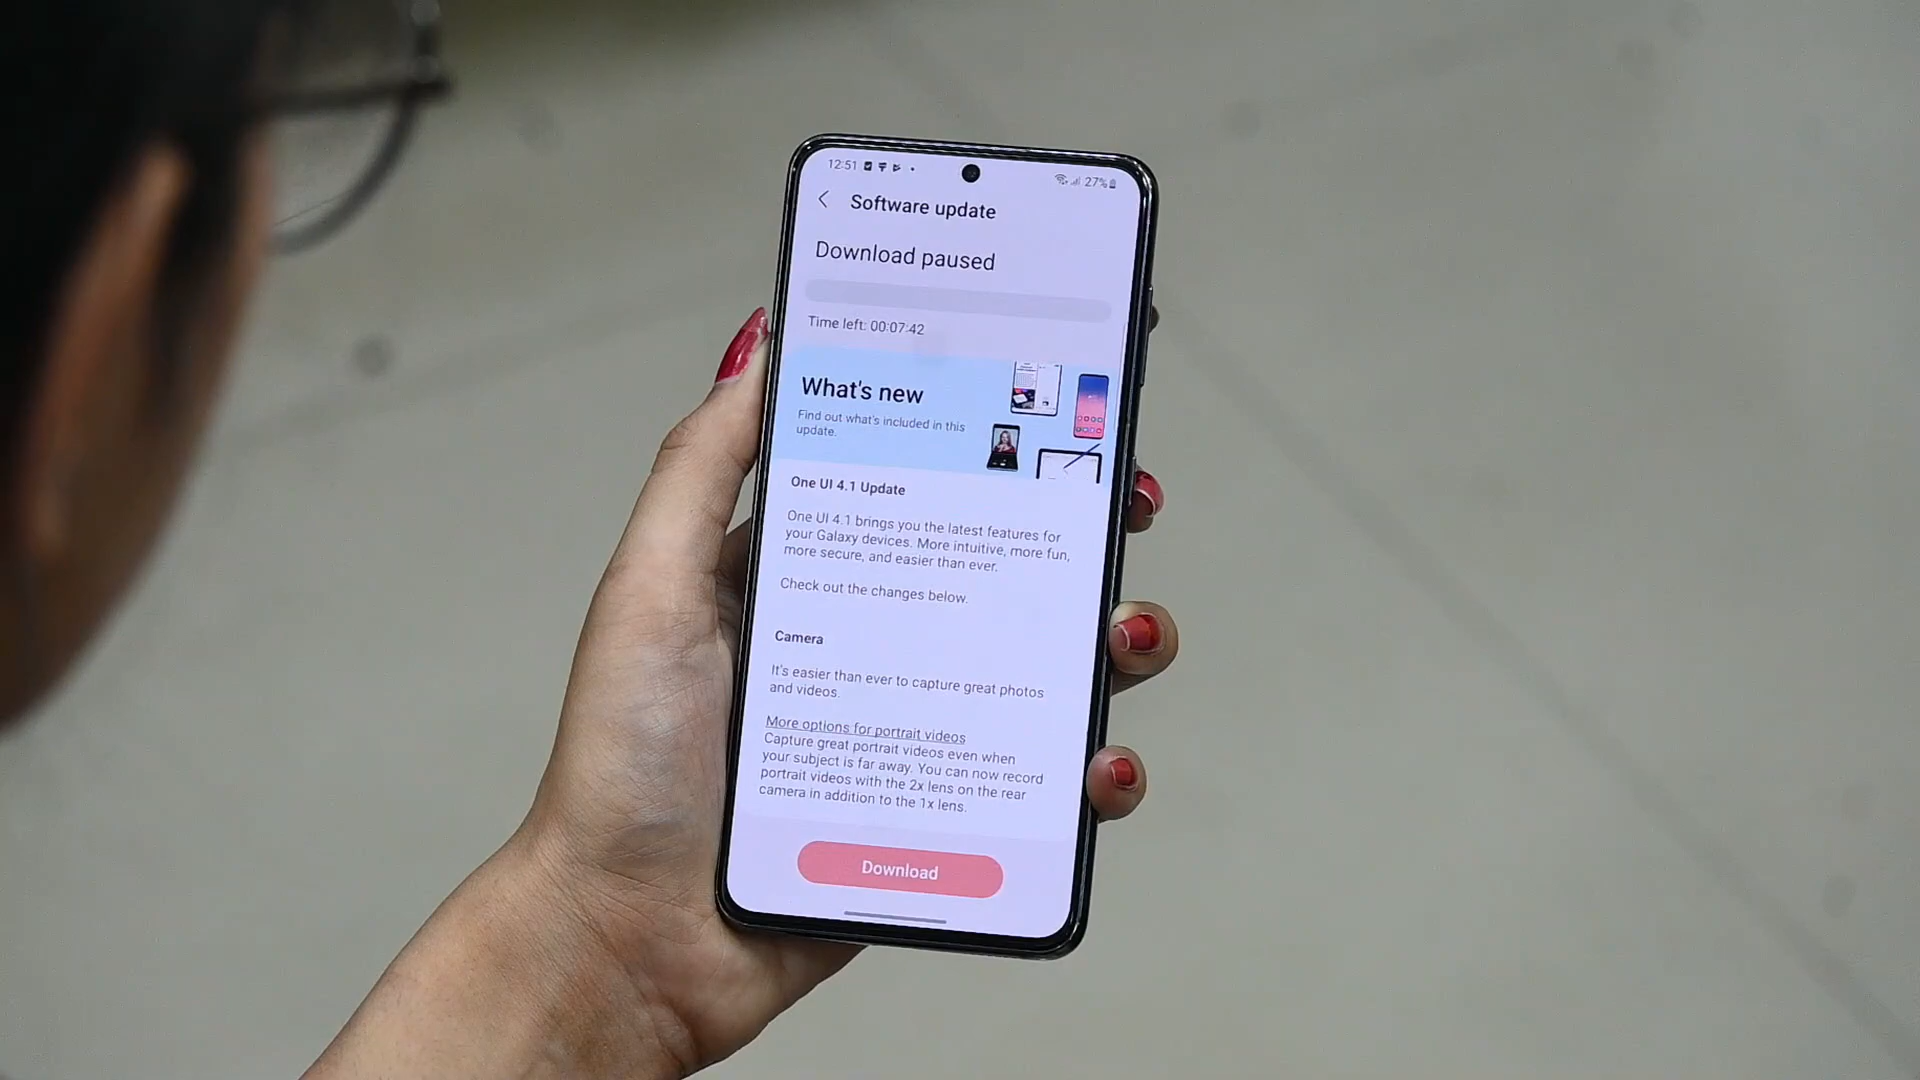 12:51
27%
Software update
Download paused
Time left: 00:07:42
What's new
Find out what's included in this
update.
One UI 4.1 Update
One UI 4.1 brings you the latest features for
your Galaxy devices. More intuitive, more fun,
more secure, and easier than ever.
Check out the changes below.
Camera
It's easier than ever to capture great photos
and videos.
More options for portrait videos
Capture great portrait videos even when
your subject is far away. You can now record
portrait videos with the 2x lens on the rear
camera in addition to the 1x lens.
Download